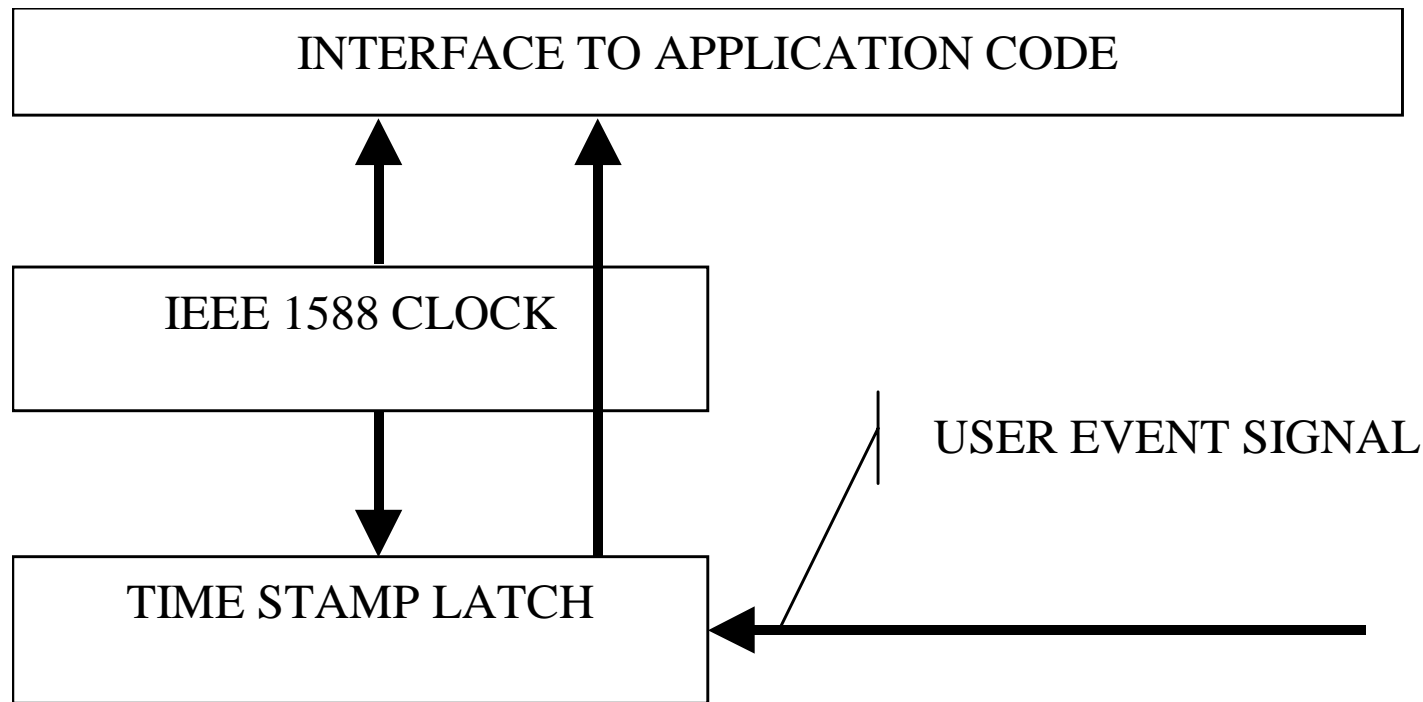 INTERFACE TO APPLICATION CODE
IEEE 1588 CLOCK
USER EVENT SIGNAL
TIME STAMP LATCH